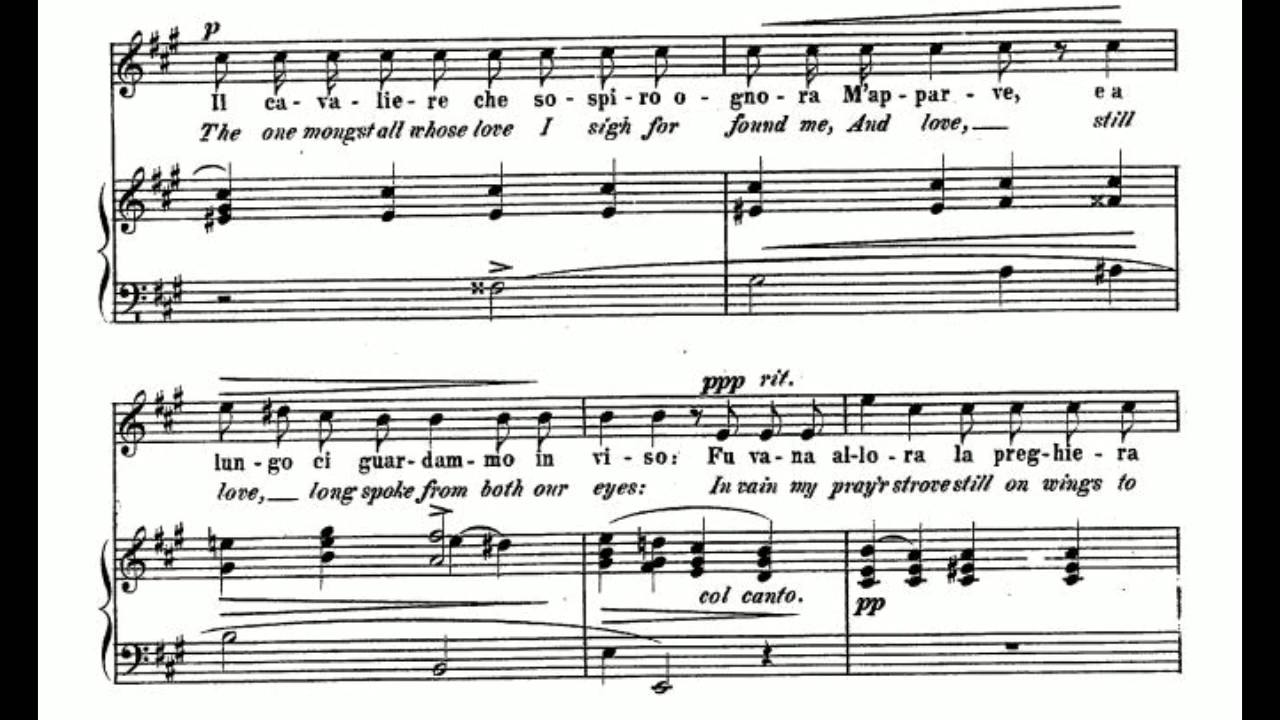 p
Il ca - va - lie - re che so - spi - ro o - gno - ra M'ap - par - ve, e a
The one mongst all whose love I sigh for found me, And love, still
ppp rit.
lun - go ci guar - dam - mo in vi - so: Fu va - na al - lo - ra la preg - hie - ra
love, long spoke from both our eyes: In vain my pray'r strove still on wings to
col canto.
pp